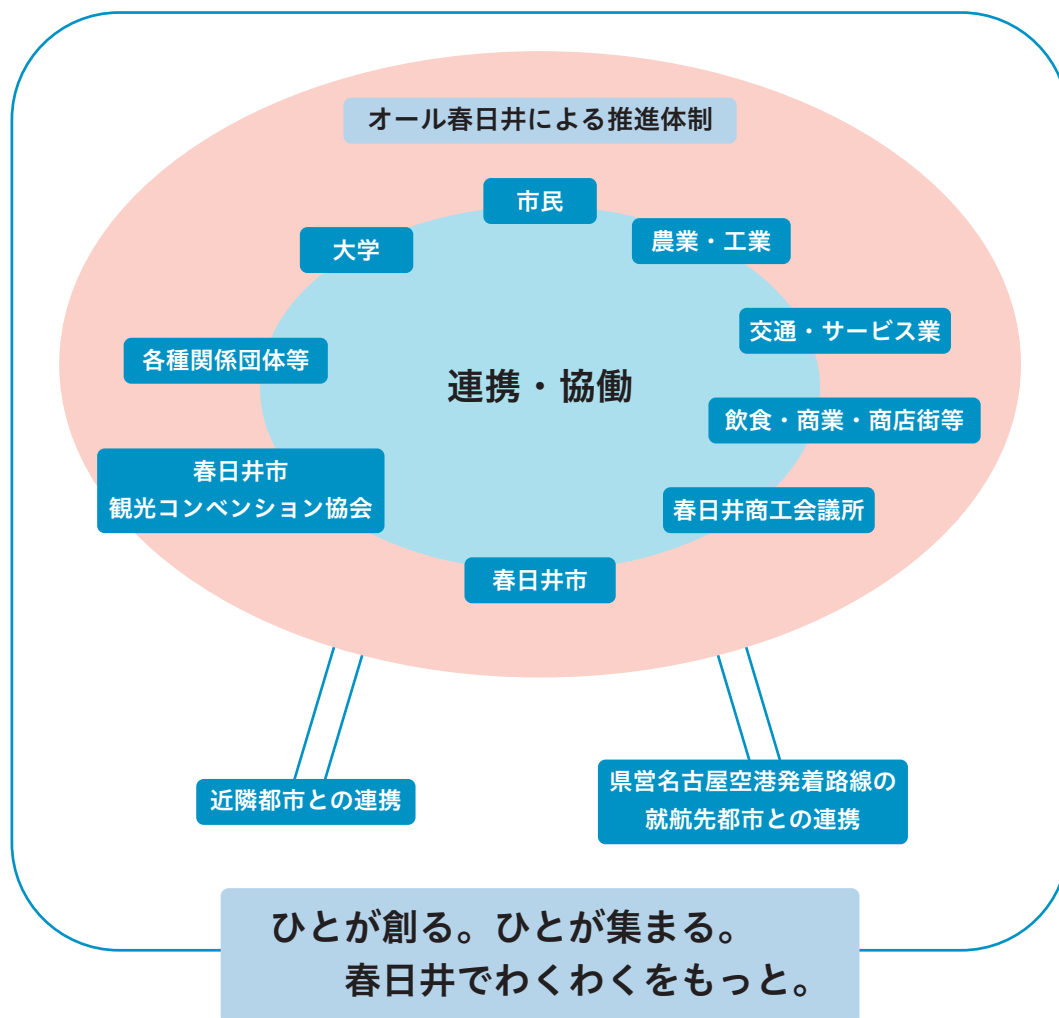 オール春日井による推進体制
市民
大学
農業・工業
交通・サービス業
各種関係団体等
連携・協働
飲食・商業・商店街等
春日井市
観光コンベンション協会
春日井商工会議所
春日井市
近隣都市との連携
県営名古屋空港発着路線の
就航先都市との連携
ひとが創る。ひとが集まる。
春日井でわくわくをもっと。